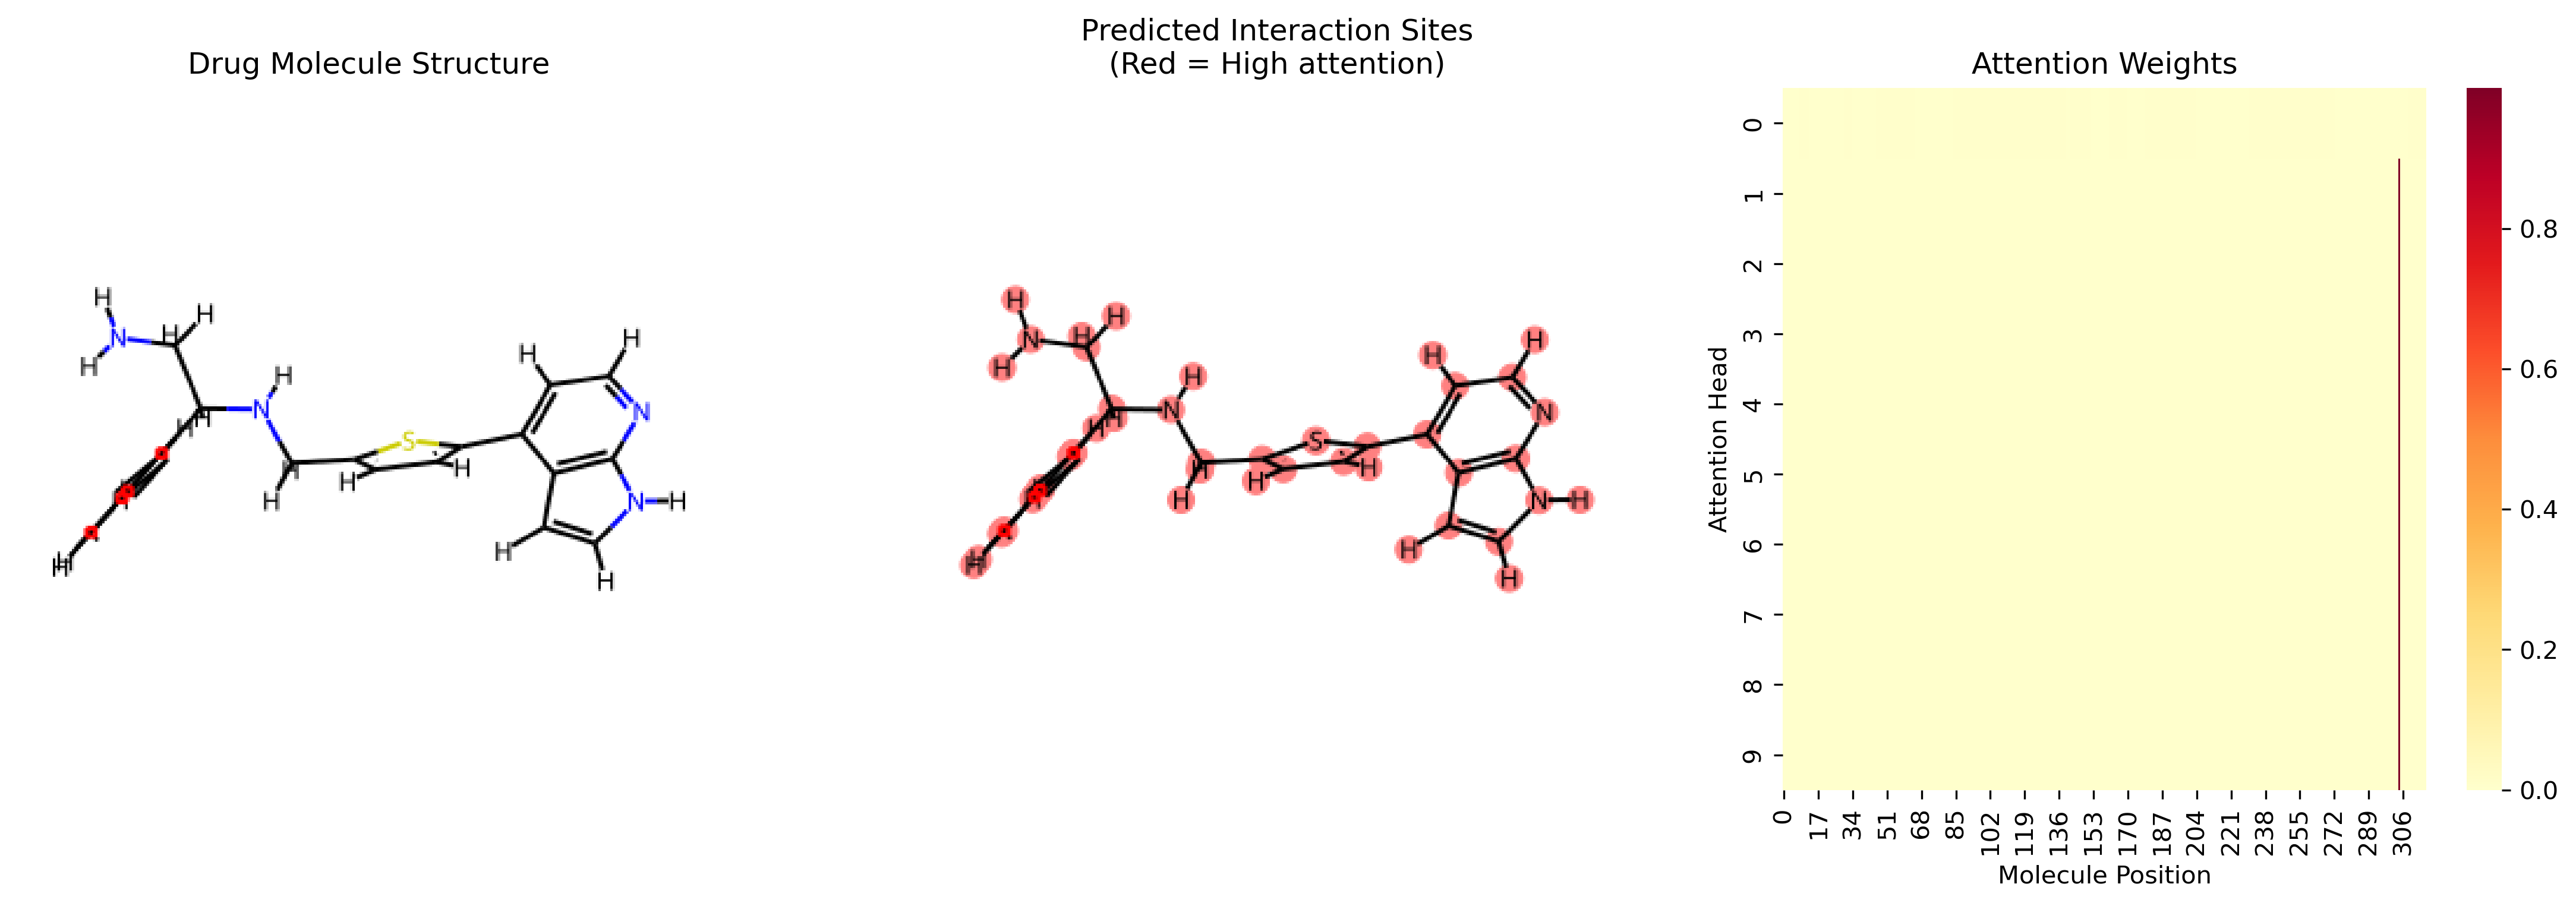 Drug Molecule Structure
H
H
H
N
H
H
N
H
H
H
H
H
H
S
H
H
H
H
N
N
H
H
H
H
Predicted Interaction Sites
(Red = High attention)
H
H
H
N
H
H
N
H
H
H
H
H
S
H
H
H
H
N
N
H
H
H
H
Attention Weights
Attention Head
0
1
2
3
4
5
6
7
8
9
0
17
34
51
68
85
102
119
136
153
170
187
204
221
238
255
272
289
306
Molecule Position
0.8
0.6
0.4
0.2
0.0